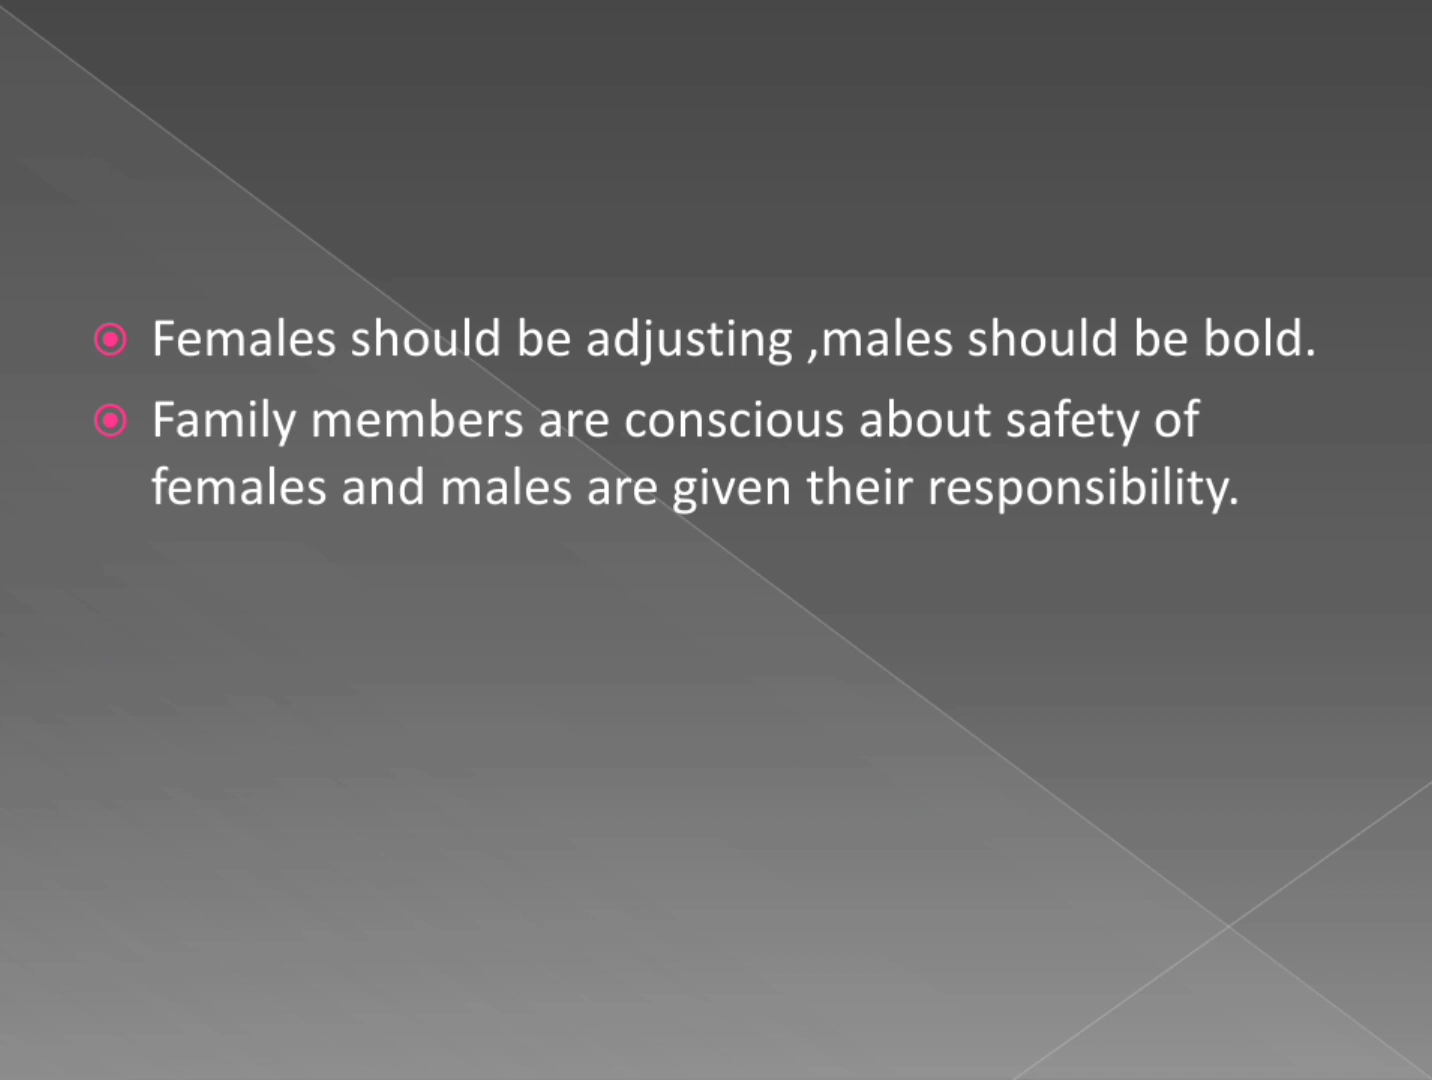 Females should be adjusting ,males should be bold.
Family members are conscious about safety of
females and males are given their responsibility.